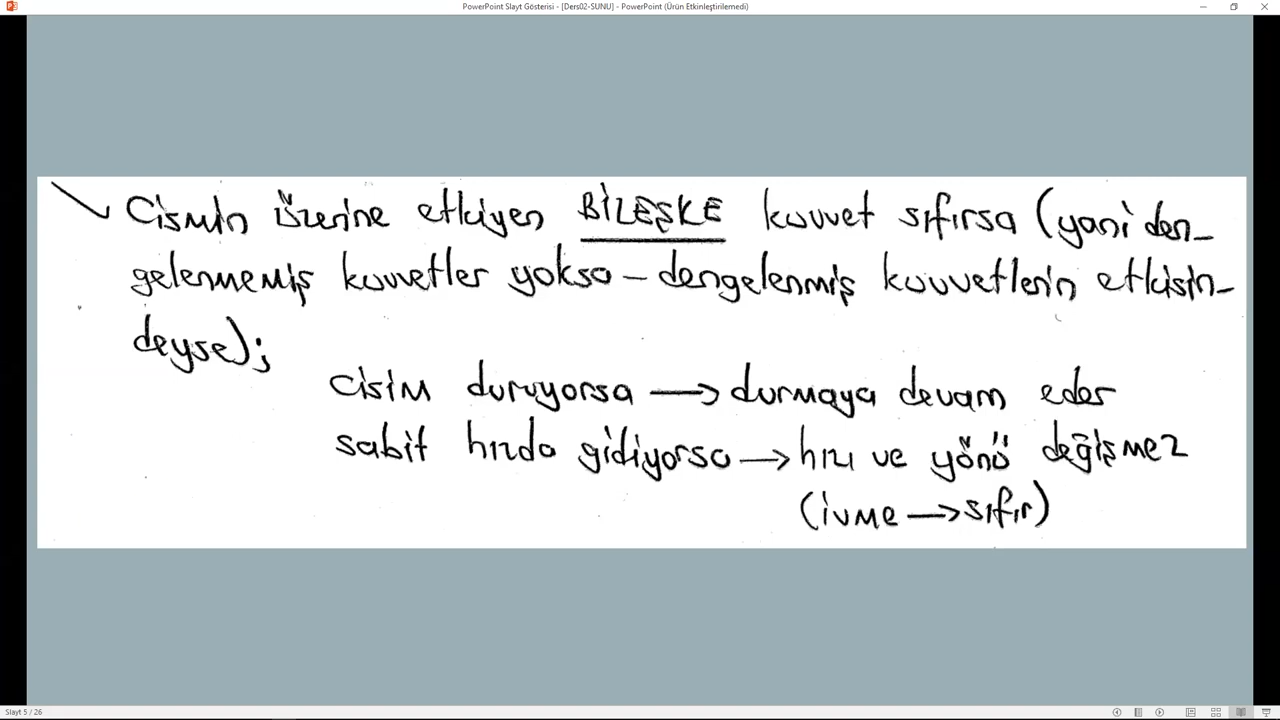 PowerPoint Slayt Gösterisi - [Ders02-SUNU] - PowerPoint (Ürün Etkinleştirilemedi)
Cismin üzerine etkiyen BİLEŞKE kuvvet sıfırsa (yani den-
gelenmemiş kuvvetler yoksa - dengelenmiş kuvvetlerin etkisin-
deyse);
cisim duruyorsa → durmaya devam eder
sabit hızda gidiyorsa → hızı ve yönü değişmez
(ivme → sıfır)
Slayt 5 / 26